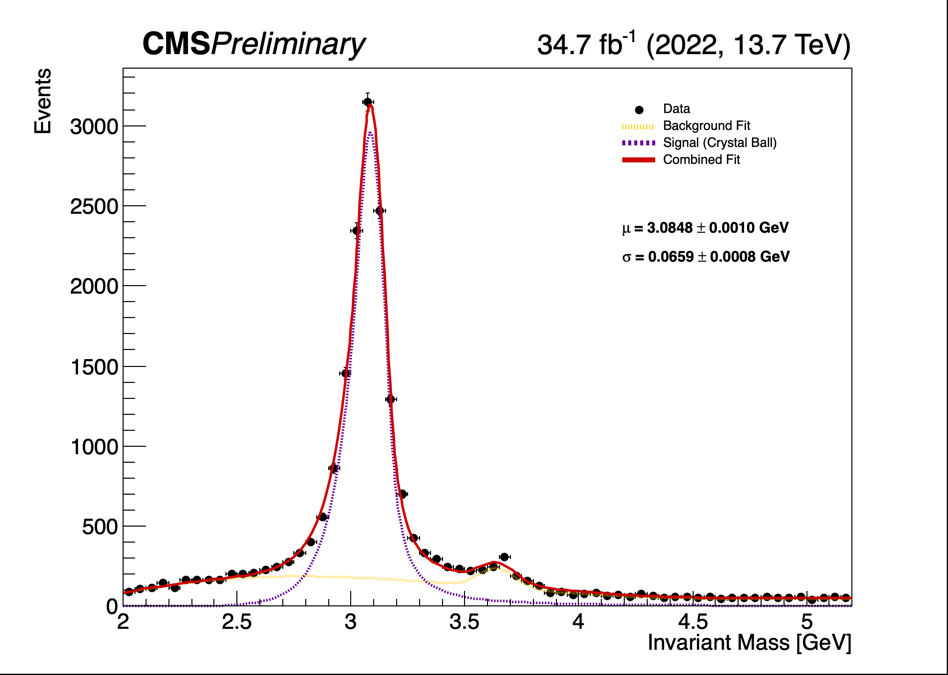 CMSPreliminary 34.7 fb⁻¹ (2022, 13.7 TeV)
Events
3000
2500
2000
1500
1000
500
0
Data
Background Fit
Signal (Crystal Ball)
Combined Fit
μ = 3.0848 ± 0.0010 GeV
σ = 0.0659 ± 0.0008 GeV
2 2.5 3 3.5 4 4.5 5
Invariant Mass [GeV]